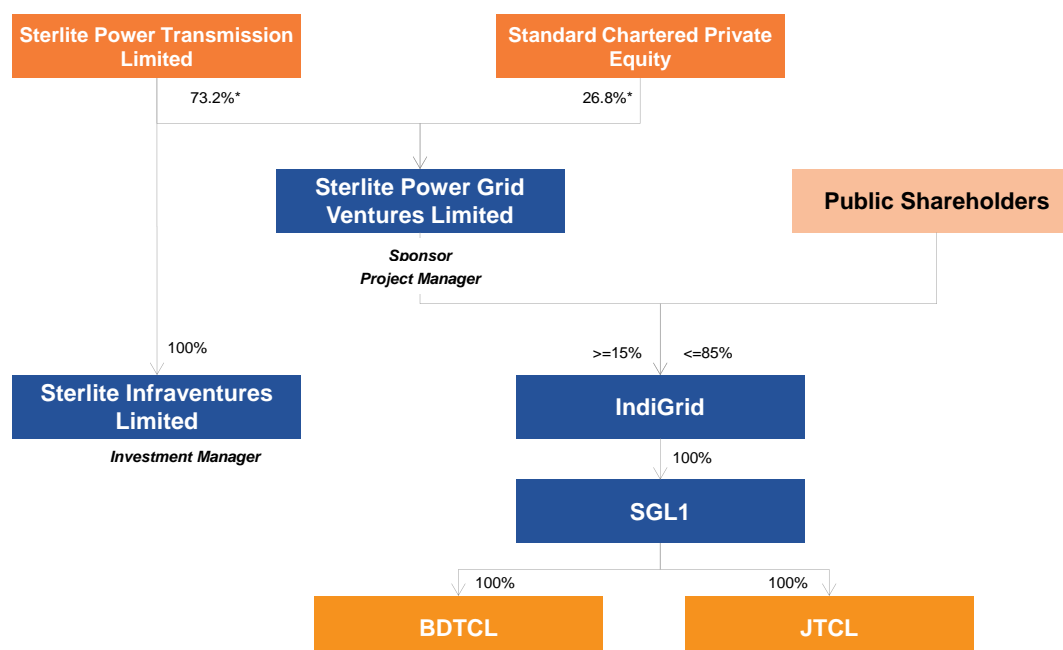 Sterlite Power Transmission
Limited
Standard Chartered Private
Equity
73.2%*
26.8%*
Sterlite Power Grid
Ventures Limited
Public Shareholders
Sponsor
Project Manager
100%
>=15%
<=85%
Sterlite Infraventures
Limited
IndiGrid
Investment Manager
100%
SGL1
100%
100%
BDTCL
JTCL